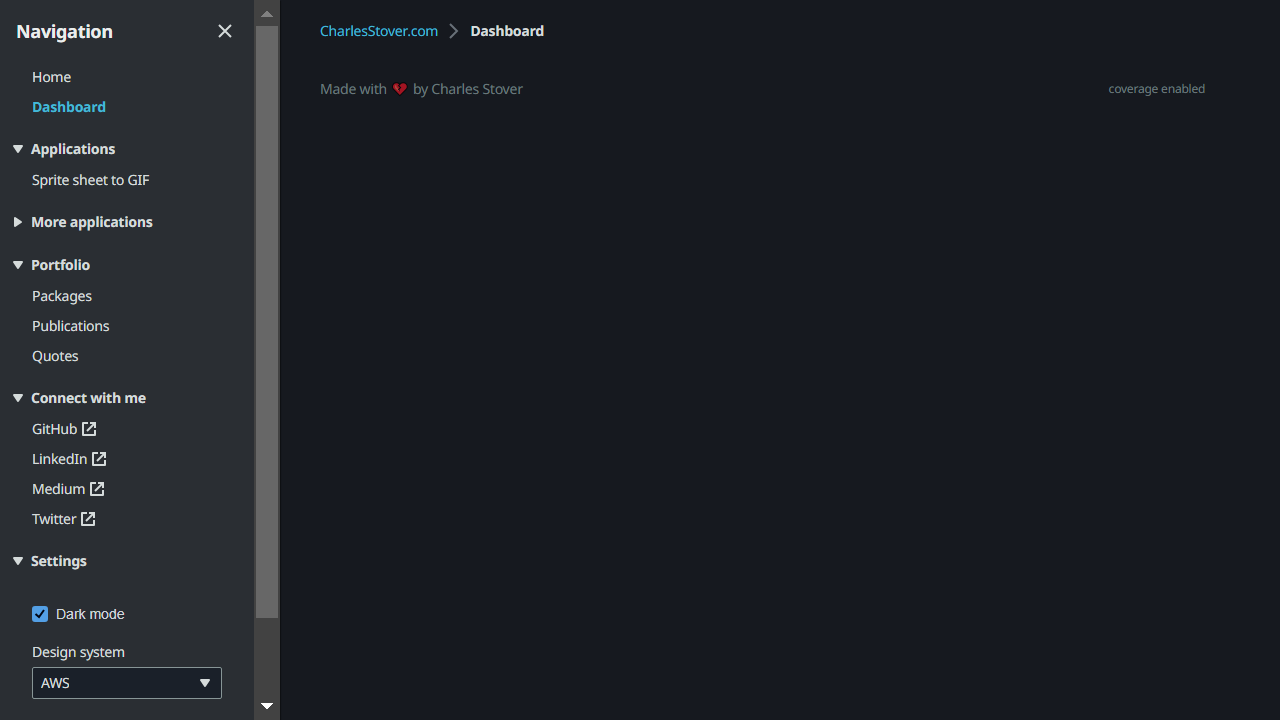 Navigation
Home
Dashboard
Applications
Sprite sheet to GIF
More applications
Portfolio
Packages
Publications
Quotes
Connect with me
GitHub
LinkedIn
Medium
Twitter
Settings
Dark mode
Design system
AWS
CharlesStover.com > Dashboard
Made with 💔 by Charles Stover
coverage enabled